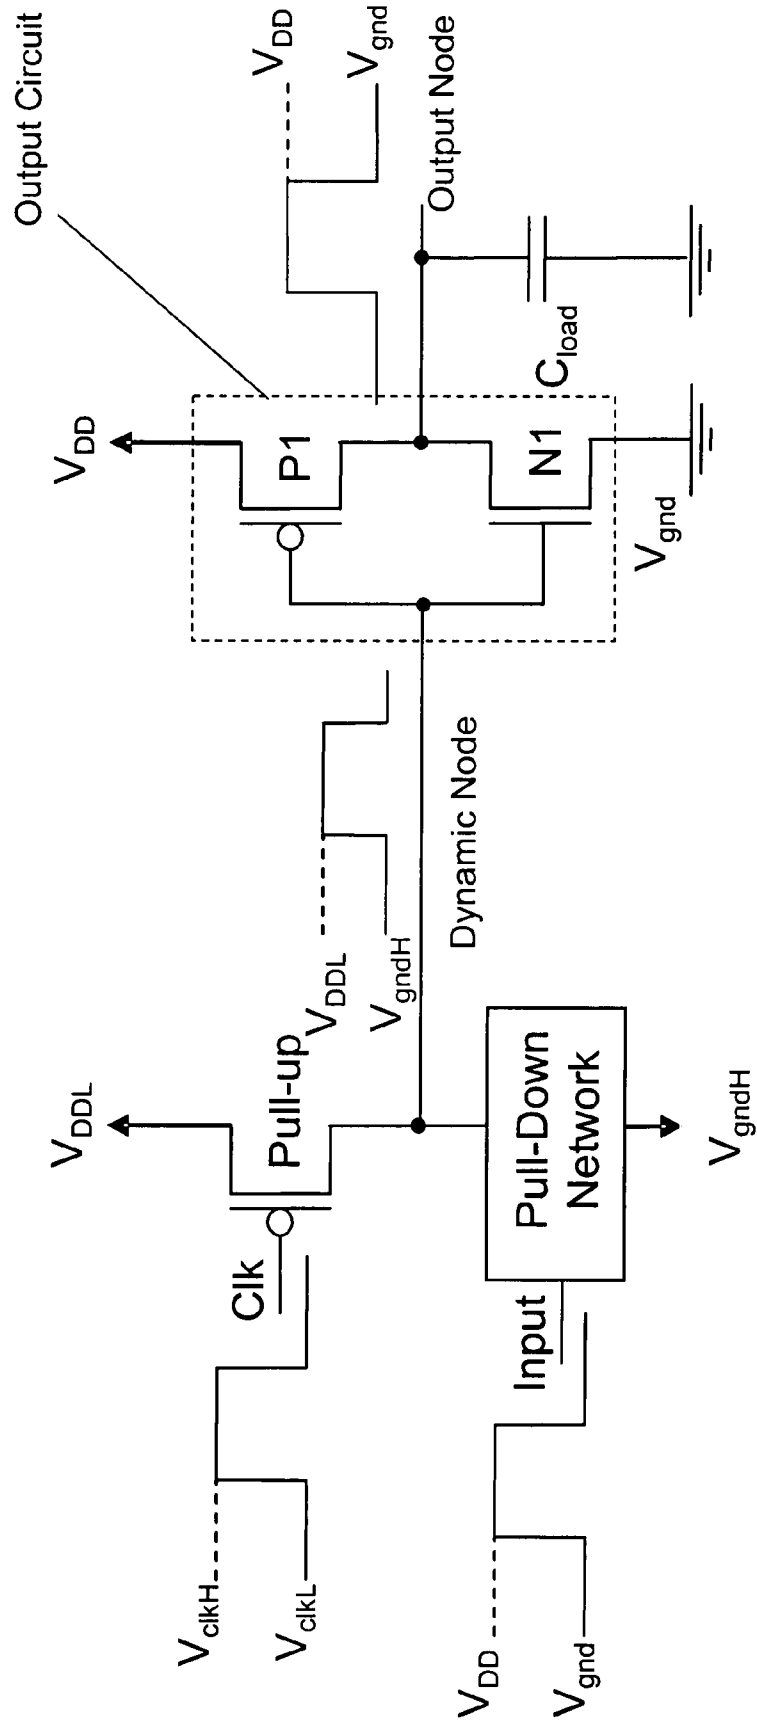 Output Circuit
V_DD
V_DDL
V_DD
V_clkH
Clk
Pull-up
P1
V_gnd
V_clkL
V_DDL
V_gndH
Output Node
Dynamic Node
V_DD
Input
Pull-Down
Network
N1
C_load
V_gnd
V_gnd
V_gndH